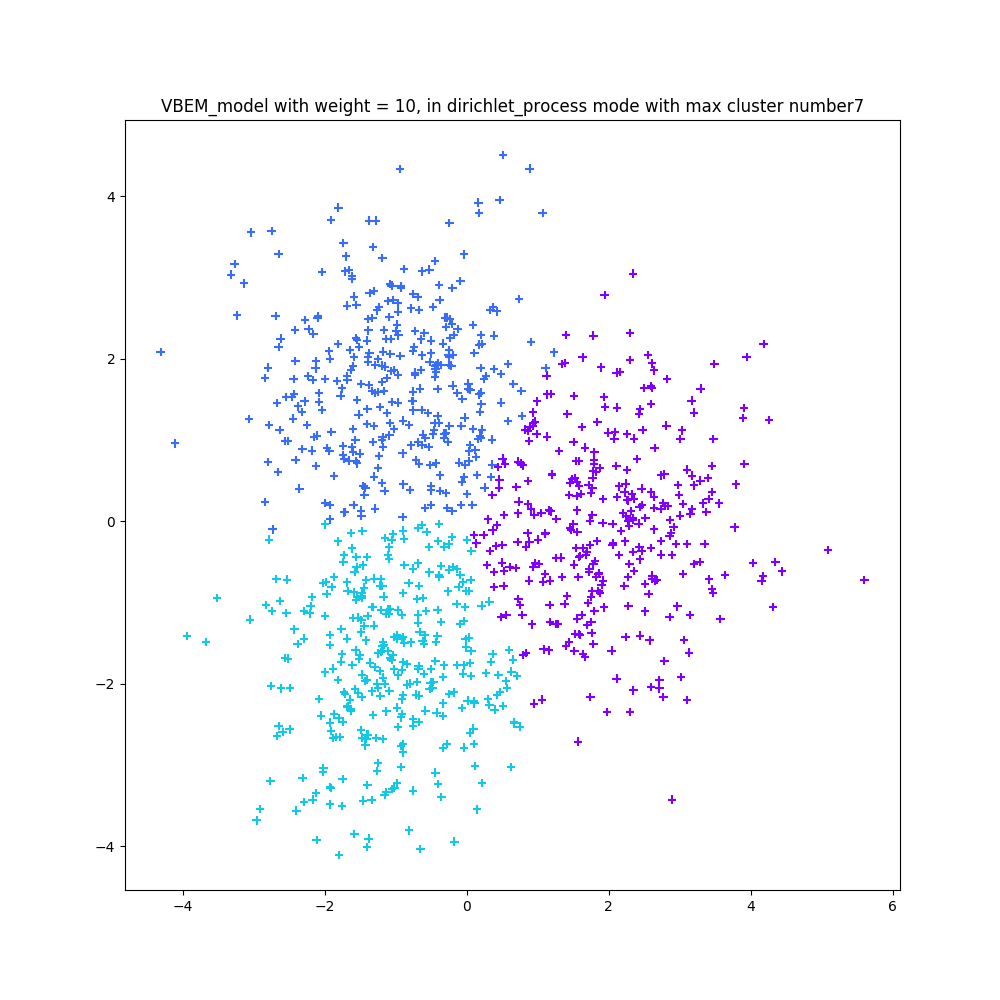 VBEM_model with weight = 10, in dirichlet_process mode with max cluster number7
4
2
0
−2
−4
−4 −2 0 2 4 6